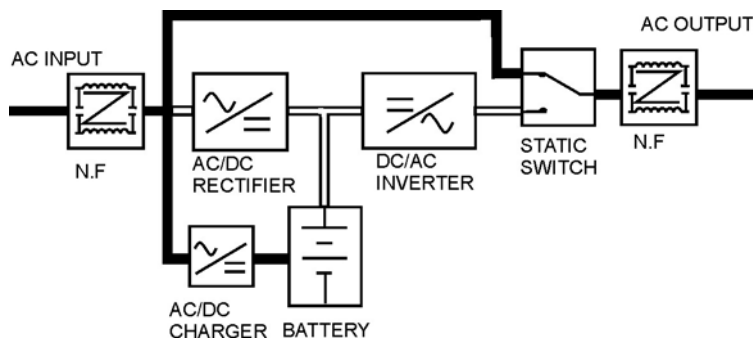 AC INPUT
AC OUTPUT
N.F
AC/DC
RECTIFIER
DC/AC
INVERTER
STATIC
SWITCH
N.F
AC/DC
CHARGER
BATTERY